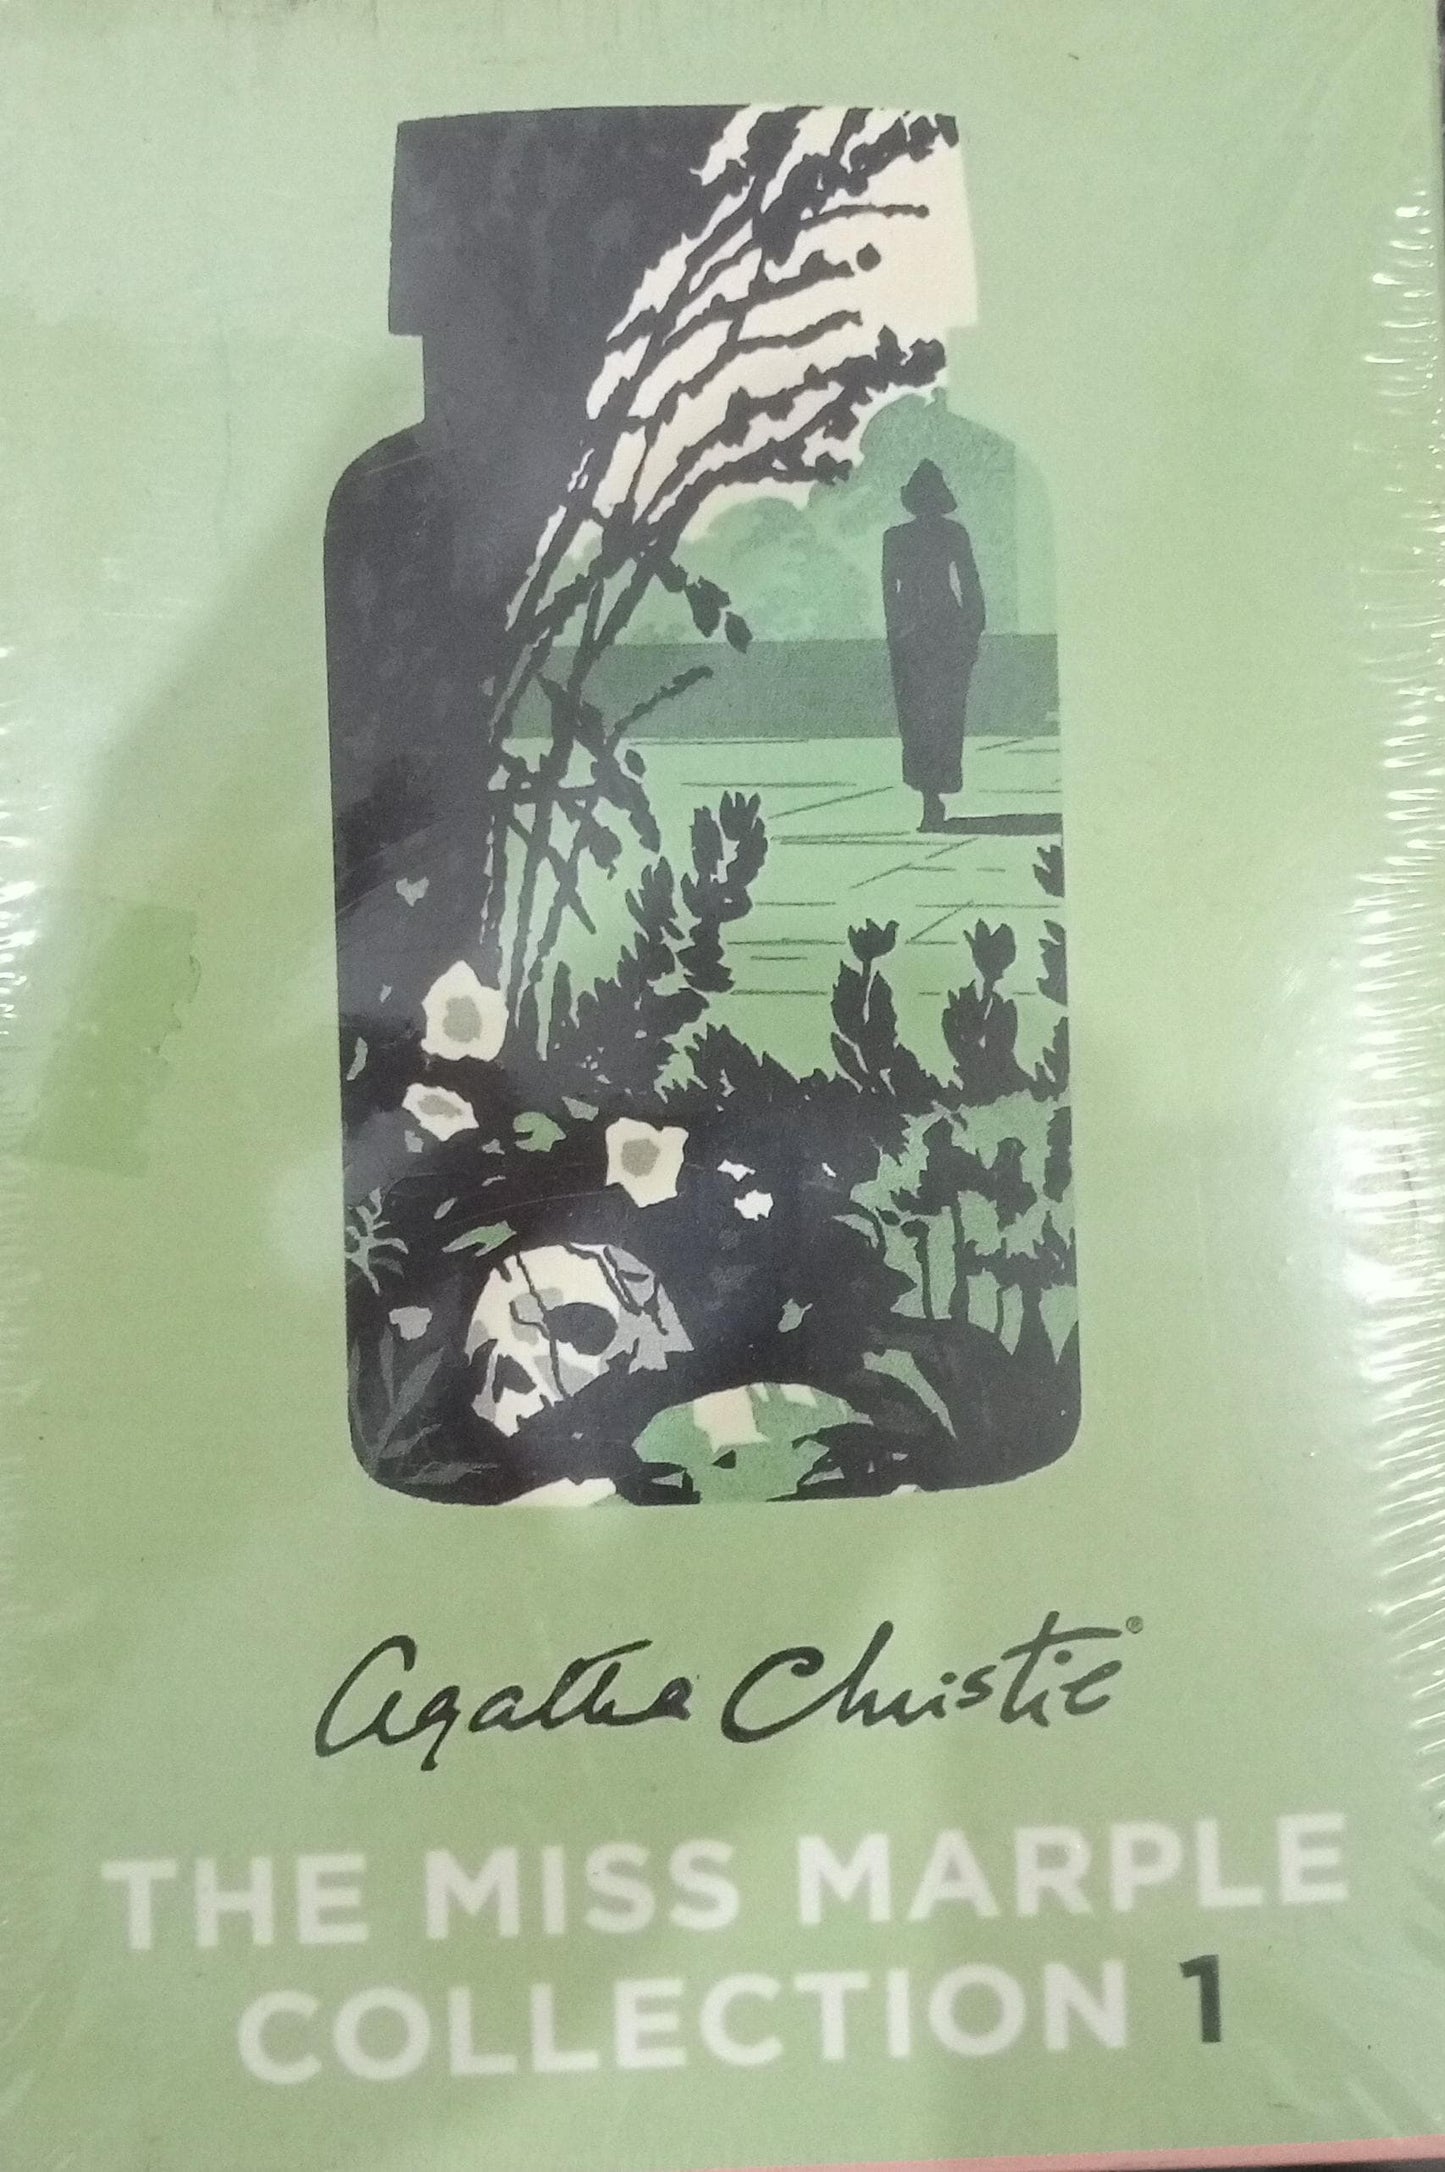 Agatha Christie®
THE MISS MARPLE
COLLECTION 1